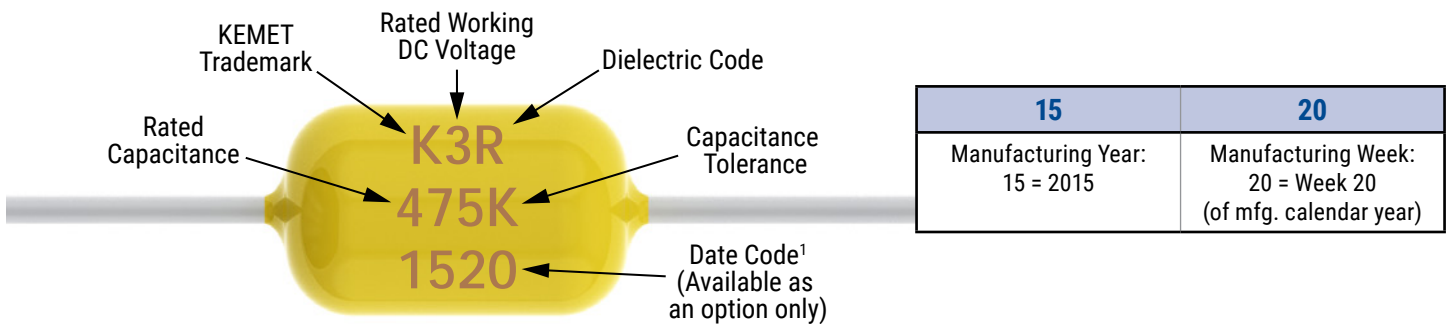 KEMET
Trademark
Rated Working
DC Voltage
Dielectric Code
Rated
Capacitance
Capacitance
Tolerance
K3R
475K
1520
Date Code1
(Available as
an option only)
15
20
Manufacturing Year:
15 = 2015
Manufacturing Week:
20 = Week 20
(of mfg. calendar year)